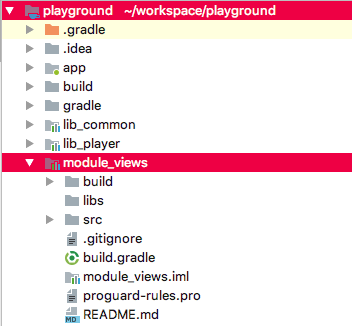 playground ~/workspace/playground
.gradle
.idea
app
build
gradle
lib_common
lib_player
module_views
build
libs
src
.gitignore
build.gradle
module_views.iml
proguard-rules.pro
MD README.md